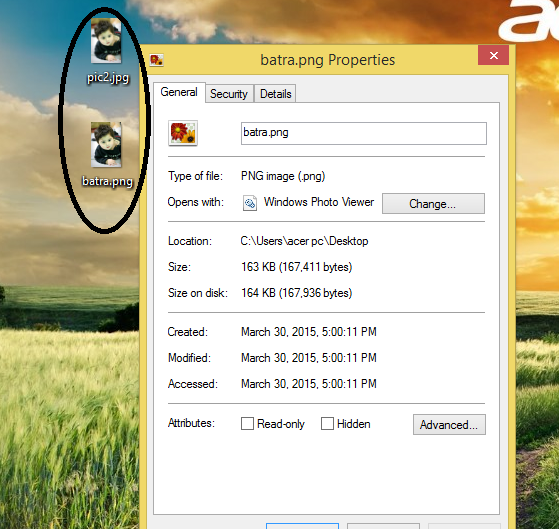 pic2.jpg
batra.png
batra.png Properties
General Security Details
batra.png
Type of file: PNG image (.png)
Opens with: Windows Photo Viewer Change...
Location: C:\Users\acer pc\Desktop
Size: 163 KB (167,411 bytes)
Size on disk: 164 KB (167,936 bytes)
Created: March 30, 2015, 5:00:11 PM
Modified: March 30, 2015, 5:00:11 PM
Accessed: March 30, 2015, 5:00:11 PM
Attributes: Read-only Hidden Advanced...